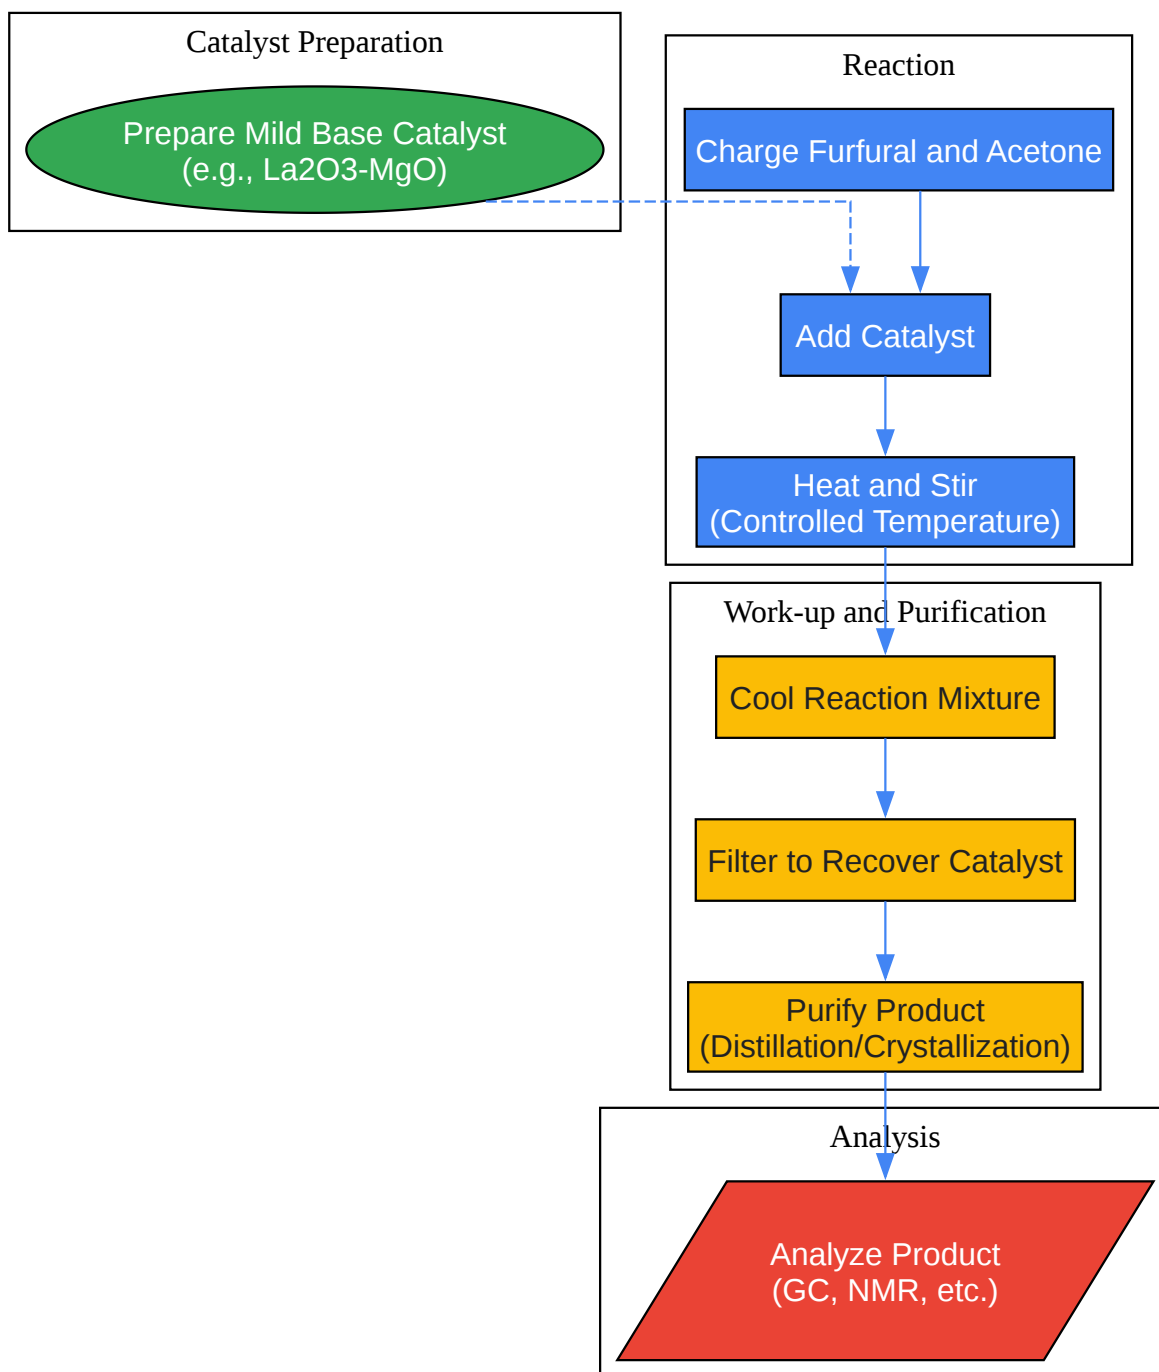 Catalyst Preparation
Prepare Mild Base Catalyst
(e.g., La2O3-MgO)
Reaction
Charge Furfural and Acetone
Add Catalyst
Heat and Stir
(Controlled Temperature)
Work-up and Purification
Cool Reaction Mixture
Filter to Recover Catalyst
Purify Product
(Distillation/Crystallization)
Analysis
Analyze Product
(GC, NMR, etc.)